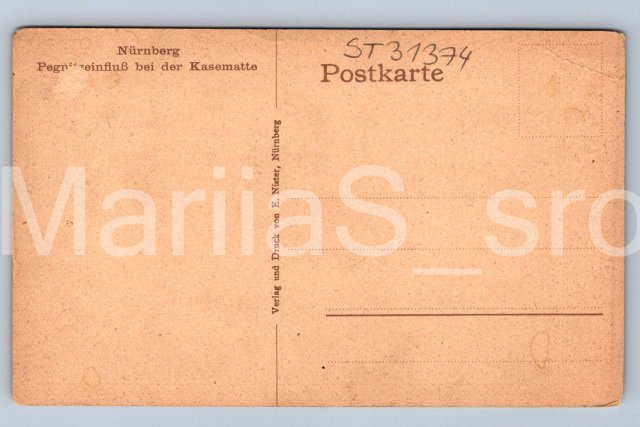 Nürnberg
Pegnitzeinfluß bei der Kasematte
ST31374
Postkarte
Verlag und Druck von E. Nister, Nürnberg
MariiaS_sro